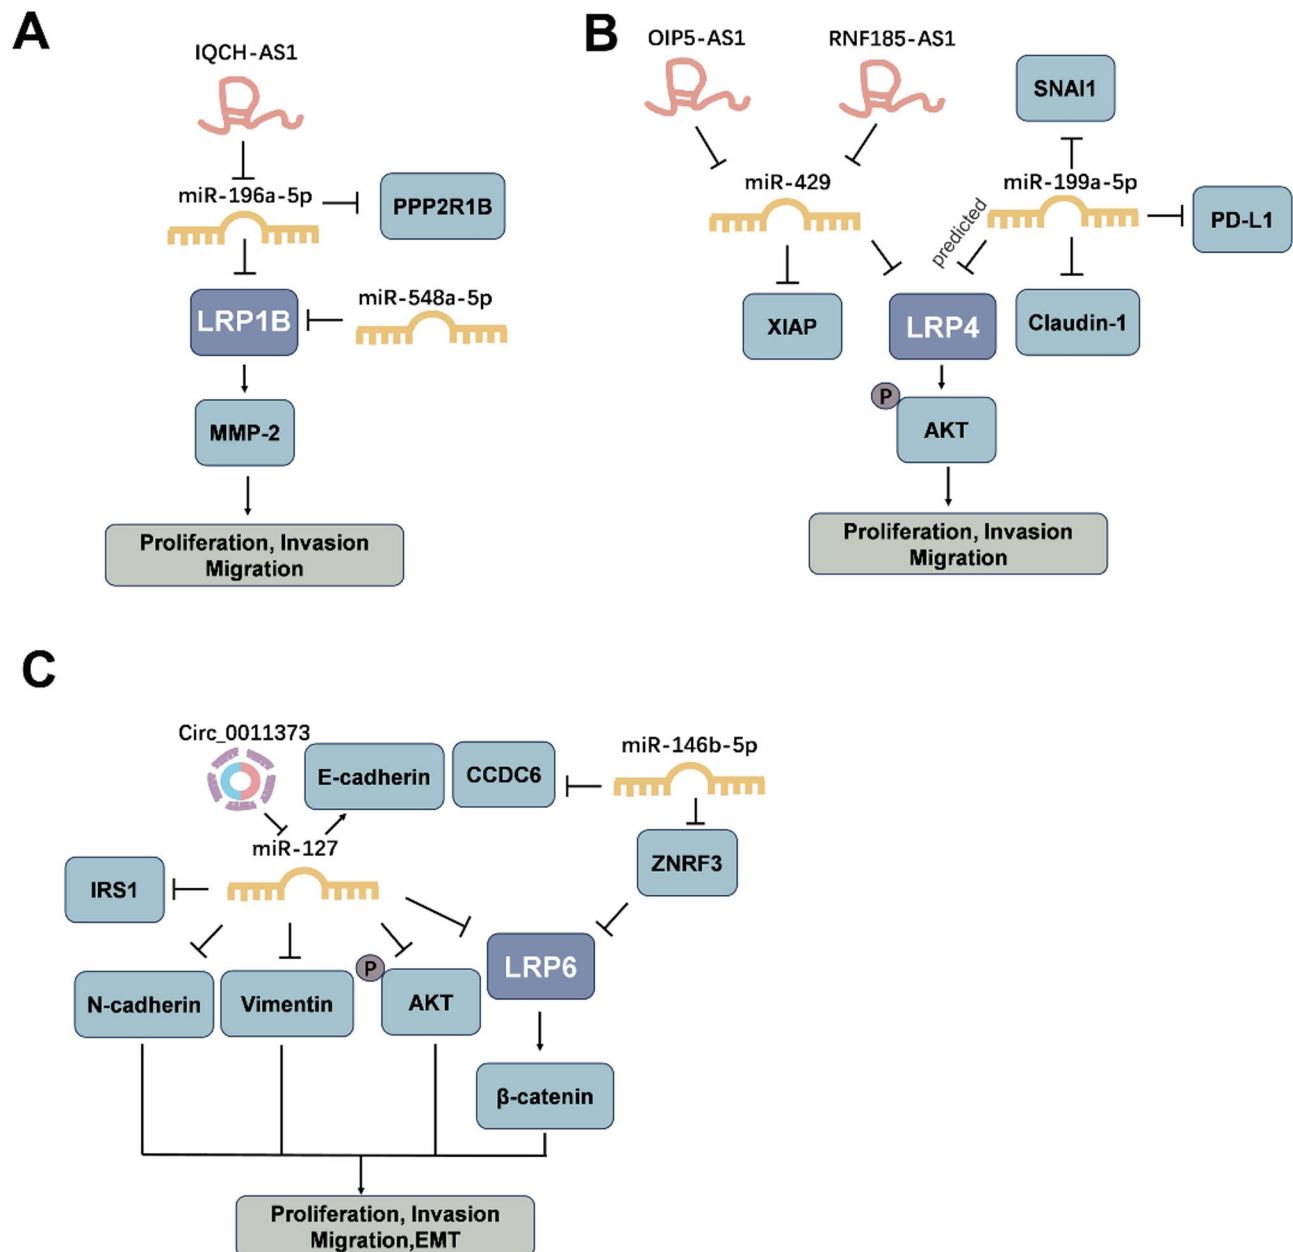 A
IQCH-AS1
miR-196a-5p
PPP2R1B
LRP1B
miR-548a-5p
MMP-2
Proliferation, Invasion
Migration
B
OIP5-AS1
RNF185-AS1
SNAI1
miR-429
miR-199a-5p
PD-L1
predicted
XIAP
LRP4
Claudin-1
P
AKT
Proliferation, Invasion
Migration
C
Circ_0011373
E-cadherin
CCDC6
miR-146b-5p
miR-127
ZNRF3
IRS1
LRP6
P
N-cadherin
Vimentin
AKT
β-catenin
Proliferation, Invasion
Migration,EMT